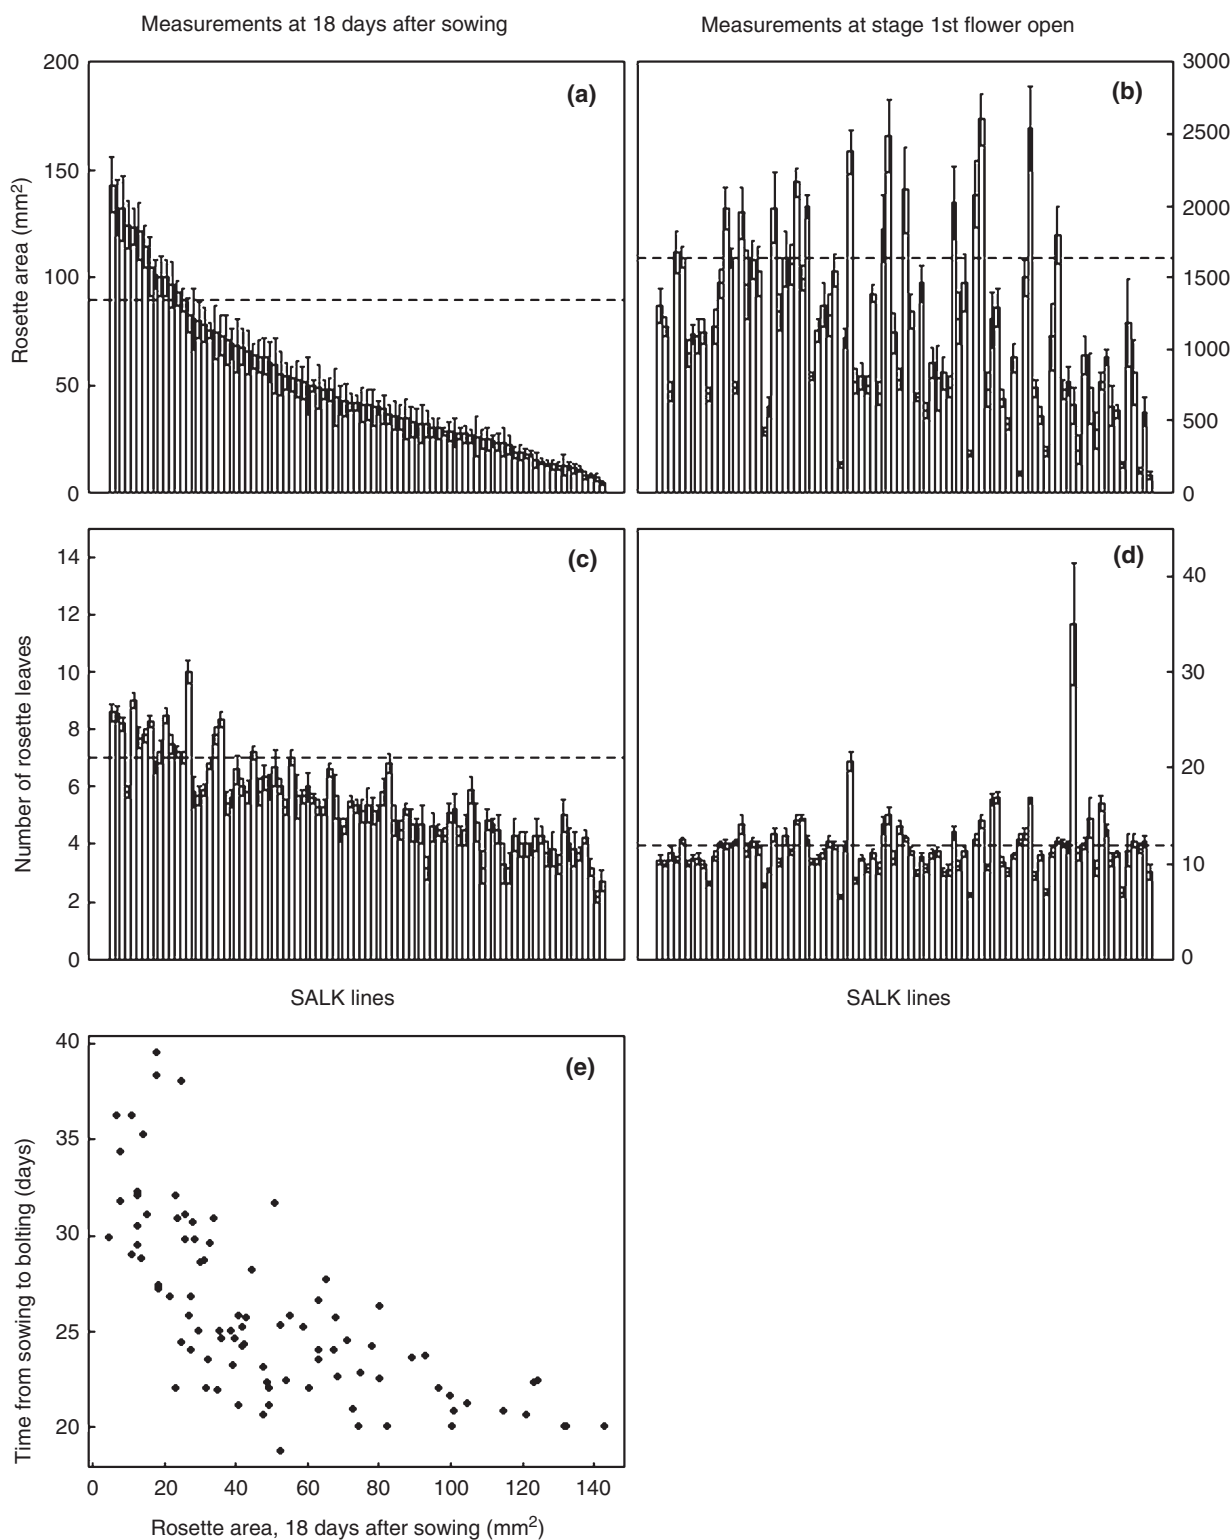 Measurements at 18 days after sowing
Measurements at stage 1st flower open
Rosette area (mm²)
200
150
100
50
0
(a)
(b)
3000
2500
2000
1500
1000
500
0
Number of rosette leaves
14
12
10
8
6
4
2
0
(c)
(d)
40
30
20
10
0
SALK lines
SALK lines
Time from sowing to bolting (days)
40
35
30
25
20
(e)
0 20 40 60 80 100 120 140
Rosette area, 18 days after sowing (mm²)